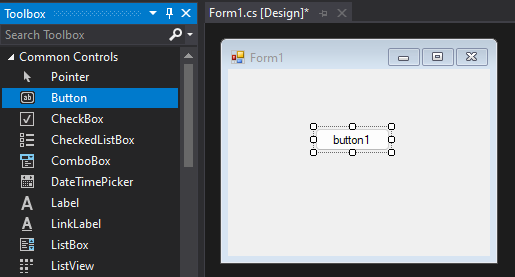 Toolbox
Search Toolbox
Common Controls
Pointer
Button
CheckBox
CheckedListBox
ComboBox
DateTimePicker
Label
LinkLabel
ListBox
ListView
Form1.cs [Design]*
Form1
button1